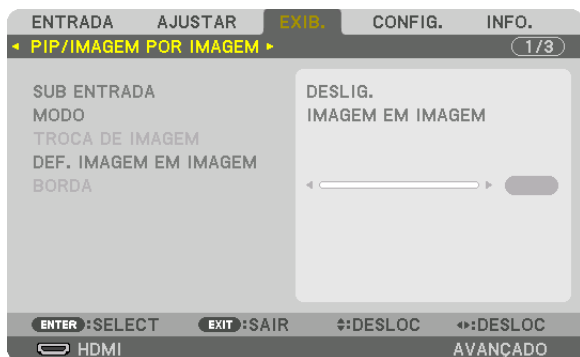 ENTRADA AJUSTAR EXIB. CONFIG. INFO.
PIP/IMAGEM POR IMAGEM 1/3
SUB ENTRADA DESLIG.
MODO IMAGEM EM IMAGEM
TROCA DE IMAGEM
DEF. IMAGEM EM IMAGEM
BORDA
ENTER :SELECT EXIT :SAIR :DESLOC :DESLOC
HDMI AVANÇADO